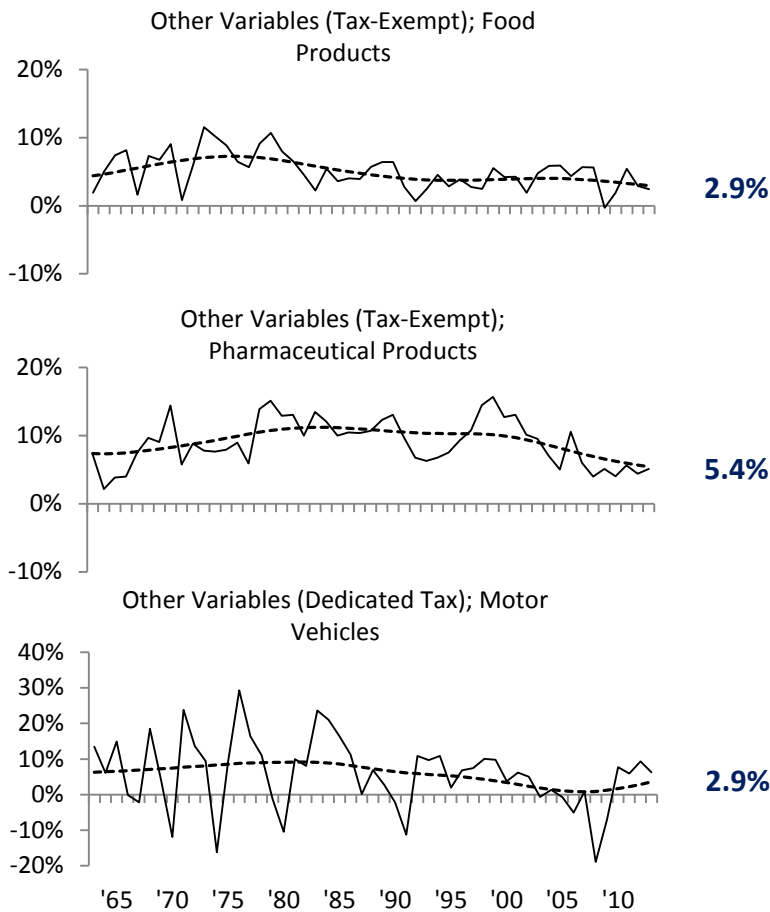 Other Variables (Tax-Exempt); Food
Products
20%
10%
0%
-10%
2.9%
Other Variables (Tax-Exempt);
Pharmaceutical Products
20%
10%
0%
-10%
5.4%
Other Variables (Dedicated Tax); Motor
Vehicles
40%
30%
20%
10%
0%
-10%
-20%
2.9%
'65 '70 '75 '80 '85 '90 '95 '00 '05 '10